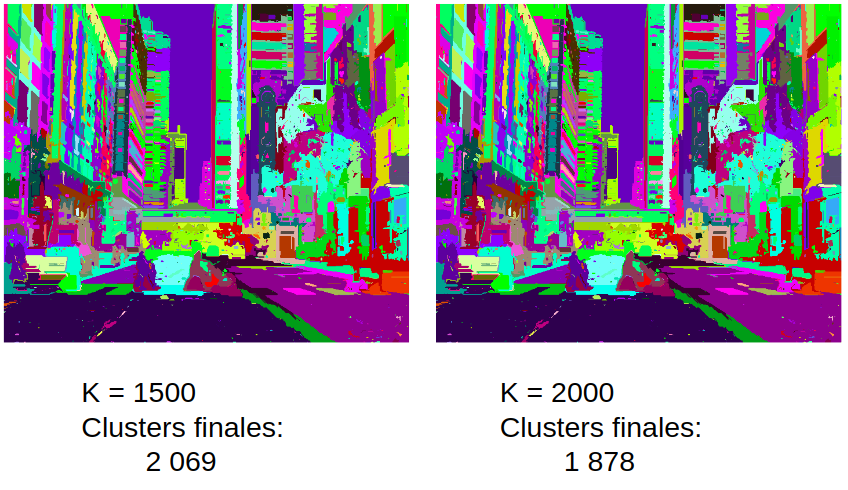 K = 1500
Clusters finales:
2 069
K = 2000
Clusters finales:
1 878